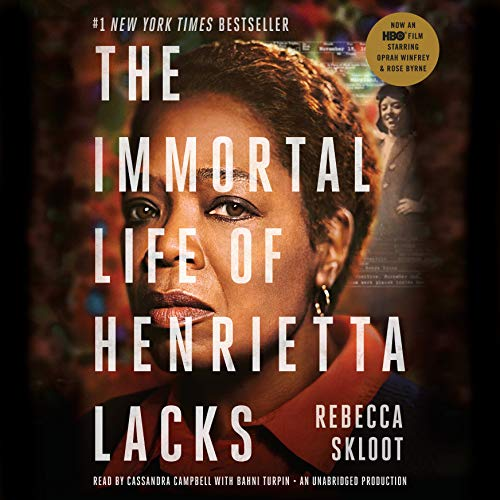 #1 NEW YORK TIMES BESTSELLER
NOW AN
HBO® FILM
STARRING
OPRAH WINFREY
& ROSE BYRNE
THE
IMMORTAL
LIFE OF
HENRIETTA
LACKS
REBECCA
SKLOOT
READ BY CASSANDRA CAMPBELL WITH BAHNI TURPIN • AN UNABRIDGED PRODUCTION